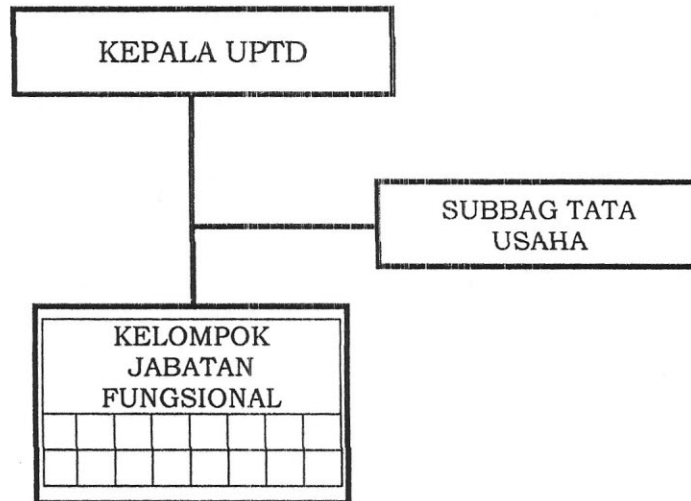 KEPALA UPTD
SUBBAG TATA
USAHA
KELOMPOK
JABATAN
FUNGSIONAL